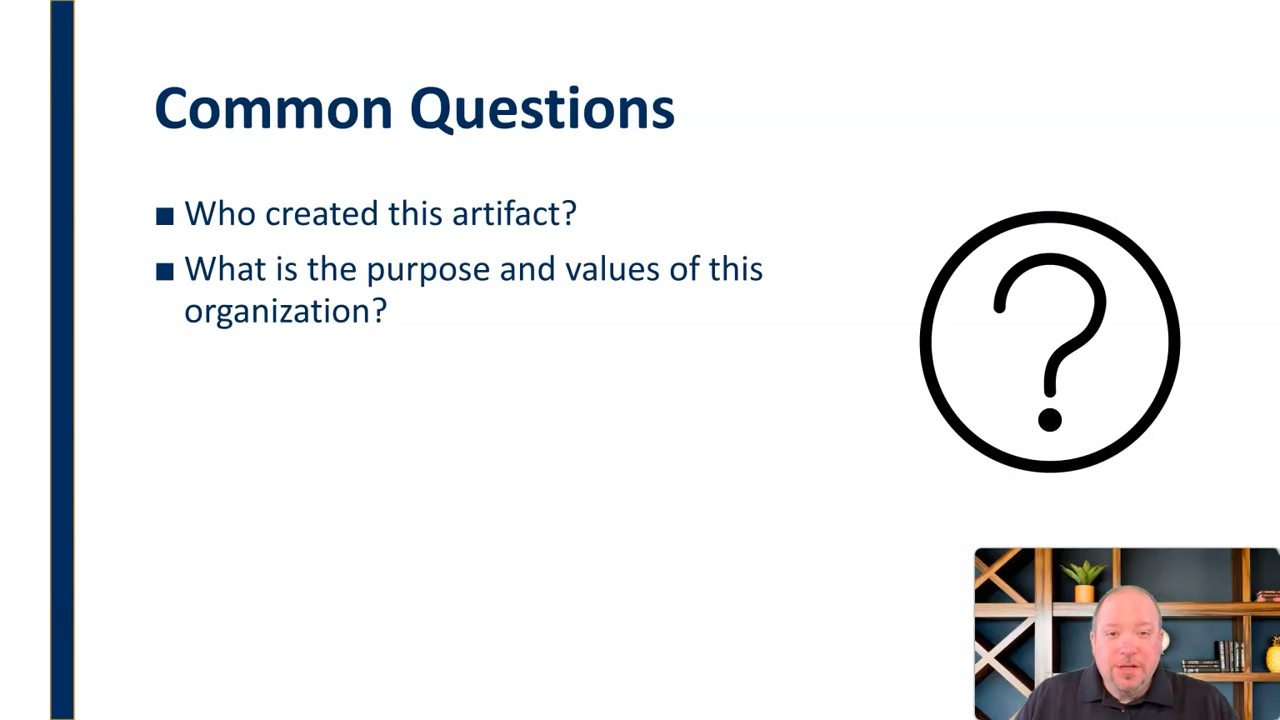 Common Questions
■ Who created this artifact?
■ What is the purpose and values of this
organization?